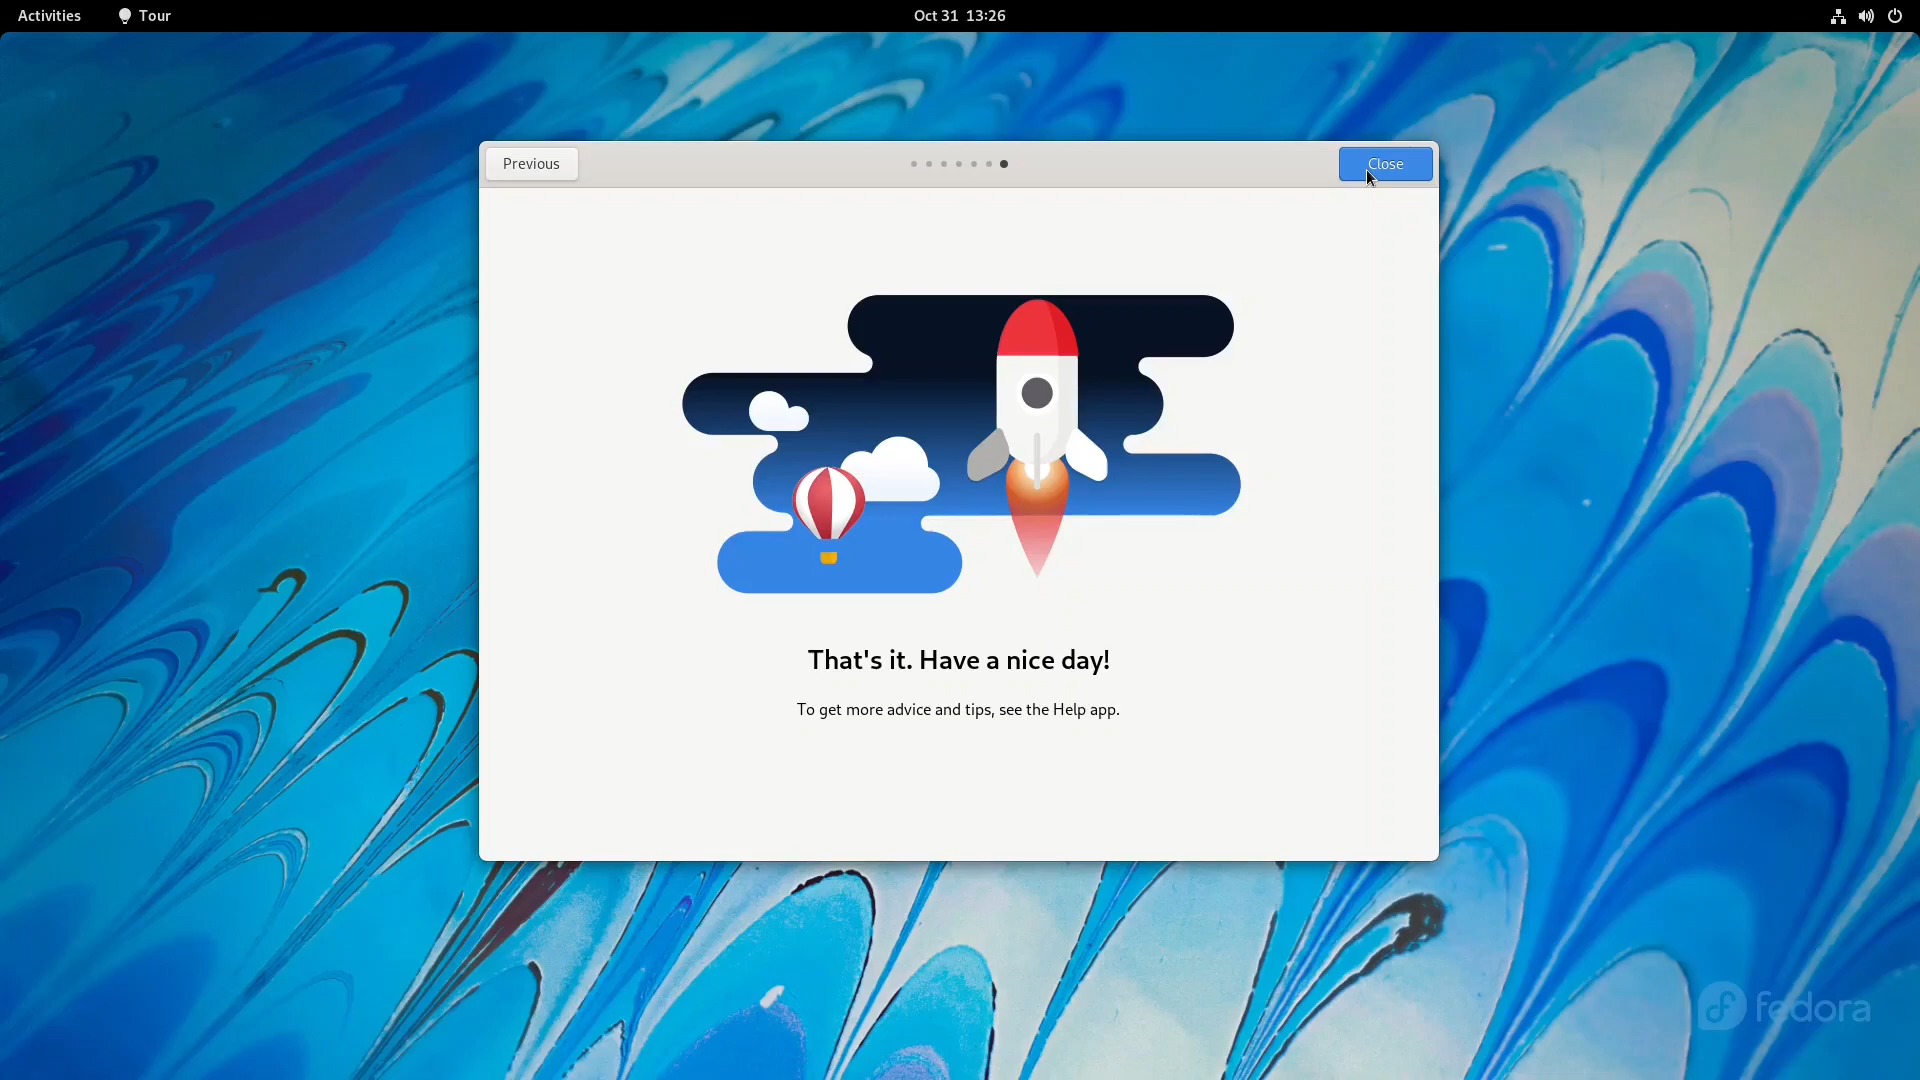 Activities
Tour
Oct 31 13:26
Previous
Close
That's it. Have a nice day!
To get more advice and tips, see the Help app.
fedora